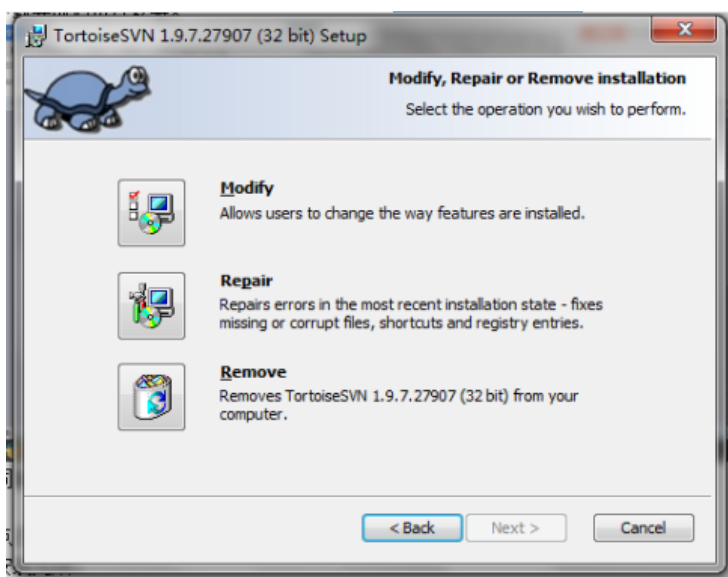 TortoiseSVN 1.9.7.27907 (32 bit) Setup
Modify, Repair or Remove installation
Select the operation you wish to perform.
Modify
Allows users to change the way features are installed.
Repair
Repairs errors in the most recent installation state - fixes
missing or corrupt files, shortcuts and registry entries.
Remove
Removes TortoiseSVN 1.9.7.27907 (32 bit) from your
computer.
< Back
Next >
Cancel